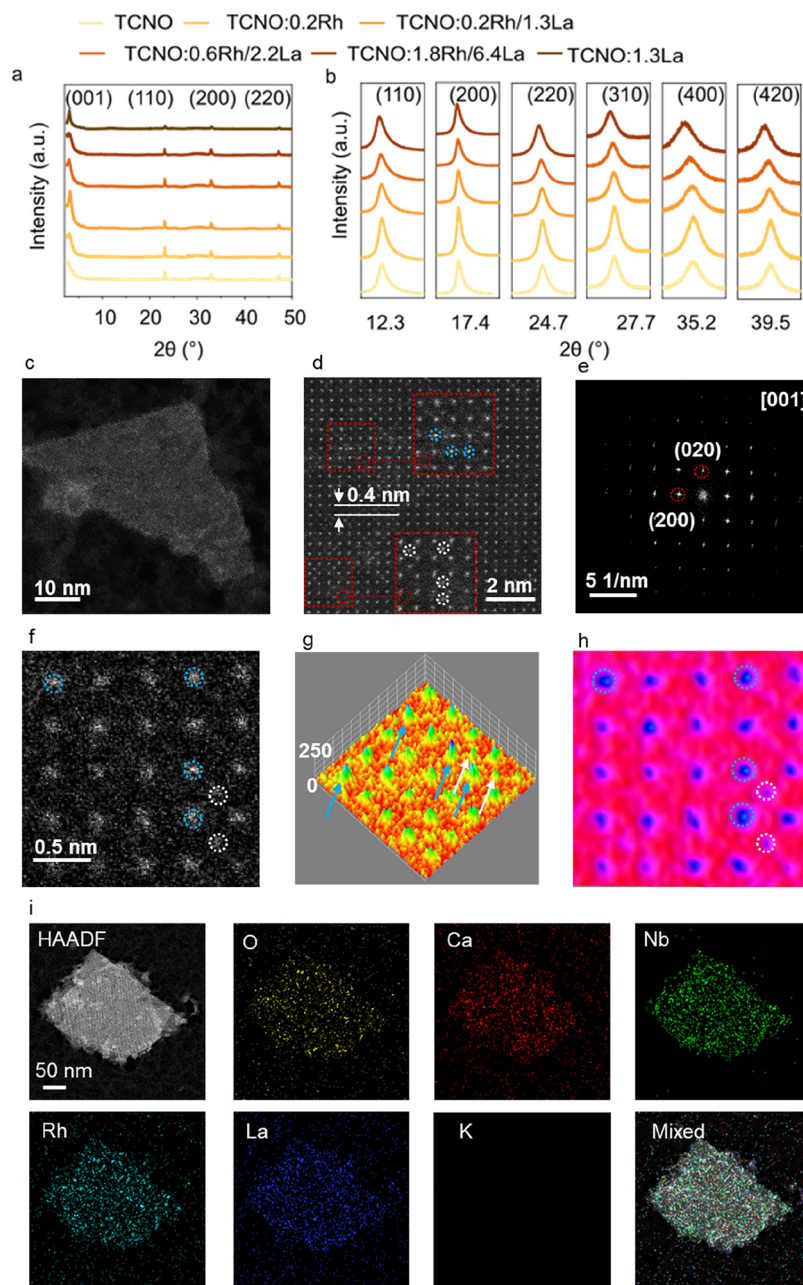 TCNO TCNO:0.2Rh TCNO:0.2Rh/1.3La
TCNO:0.6Rh/2.2La TCNO:1.8Rh/6.4La TCNO:1.3La
a
(001) (110) (200) (220)
Intensity (a.u.)
10 20 30 40 50
2θ (°)
b
(110) (200) (220) (310) (400) (420)
Intensity (a.u.)
12.3 17.4 24.7 27.7 35.2 39.5
2θ (°)
c
10 nm
d
0.4 nm
2 nm
e
[001]
(020)
(200)
5 1/nm
f
0.5 nm
g
250
0
h
i
HAADF
50 nm
O
Ca
Nb
Rh
La
K
Mixed